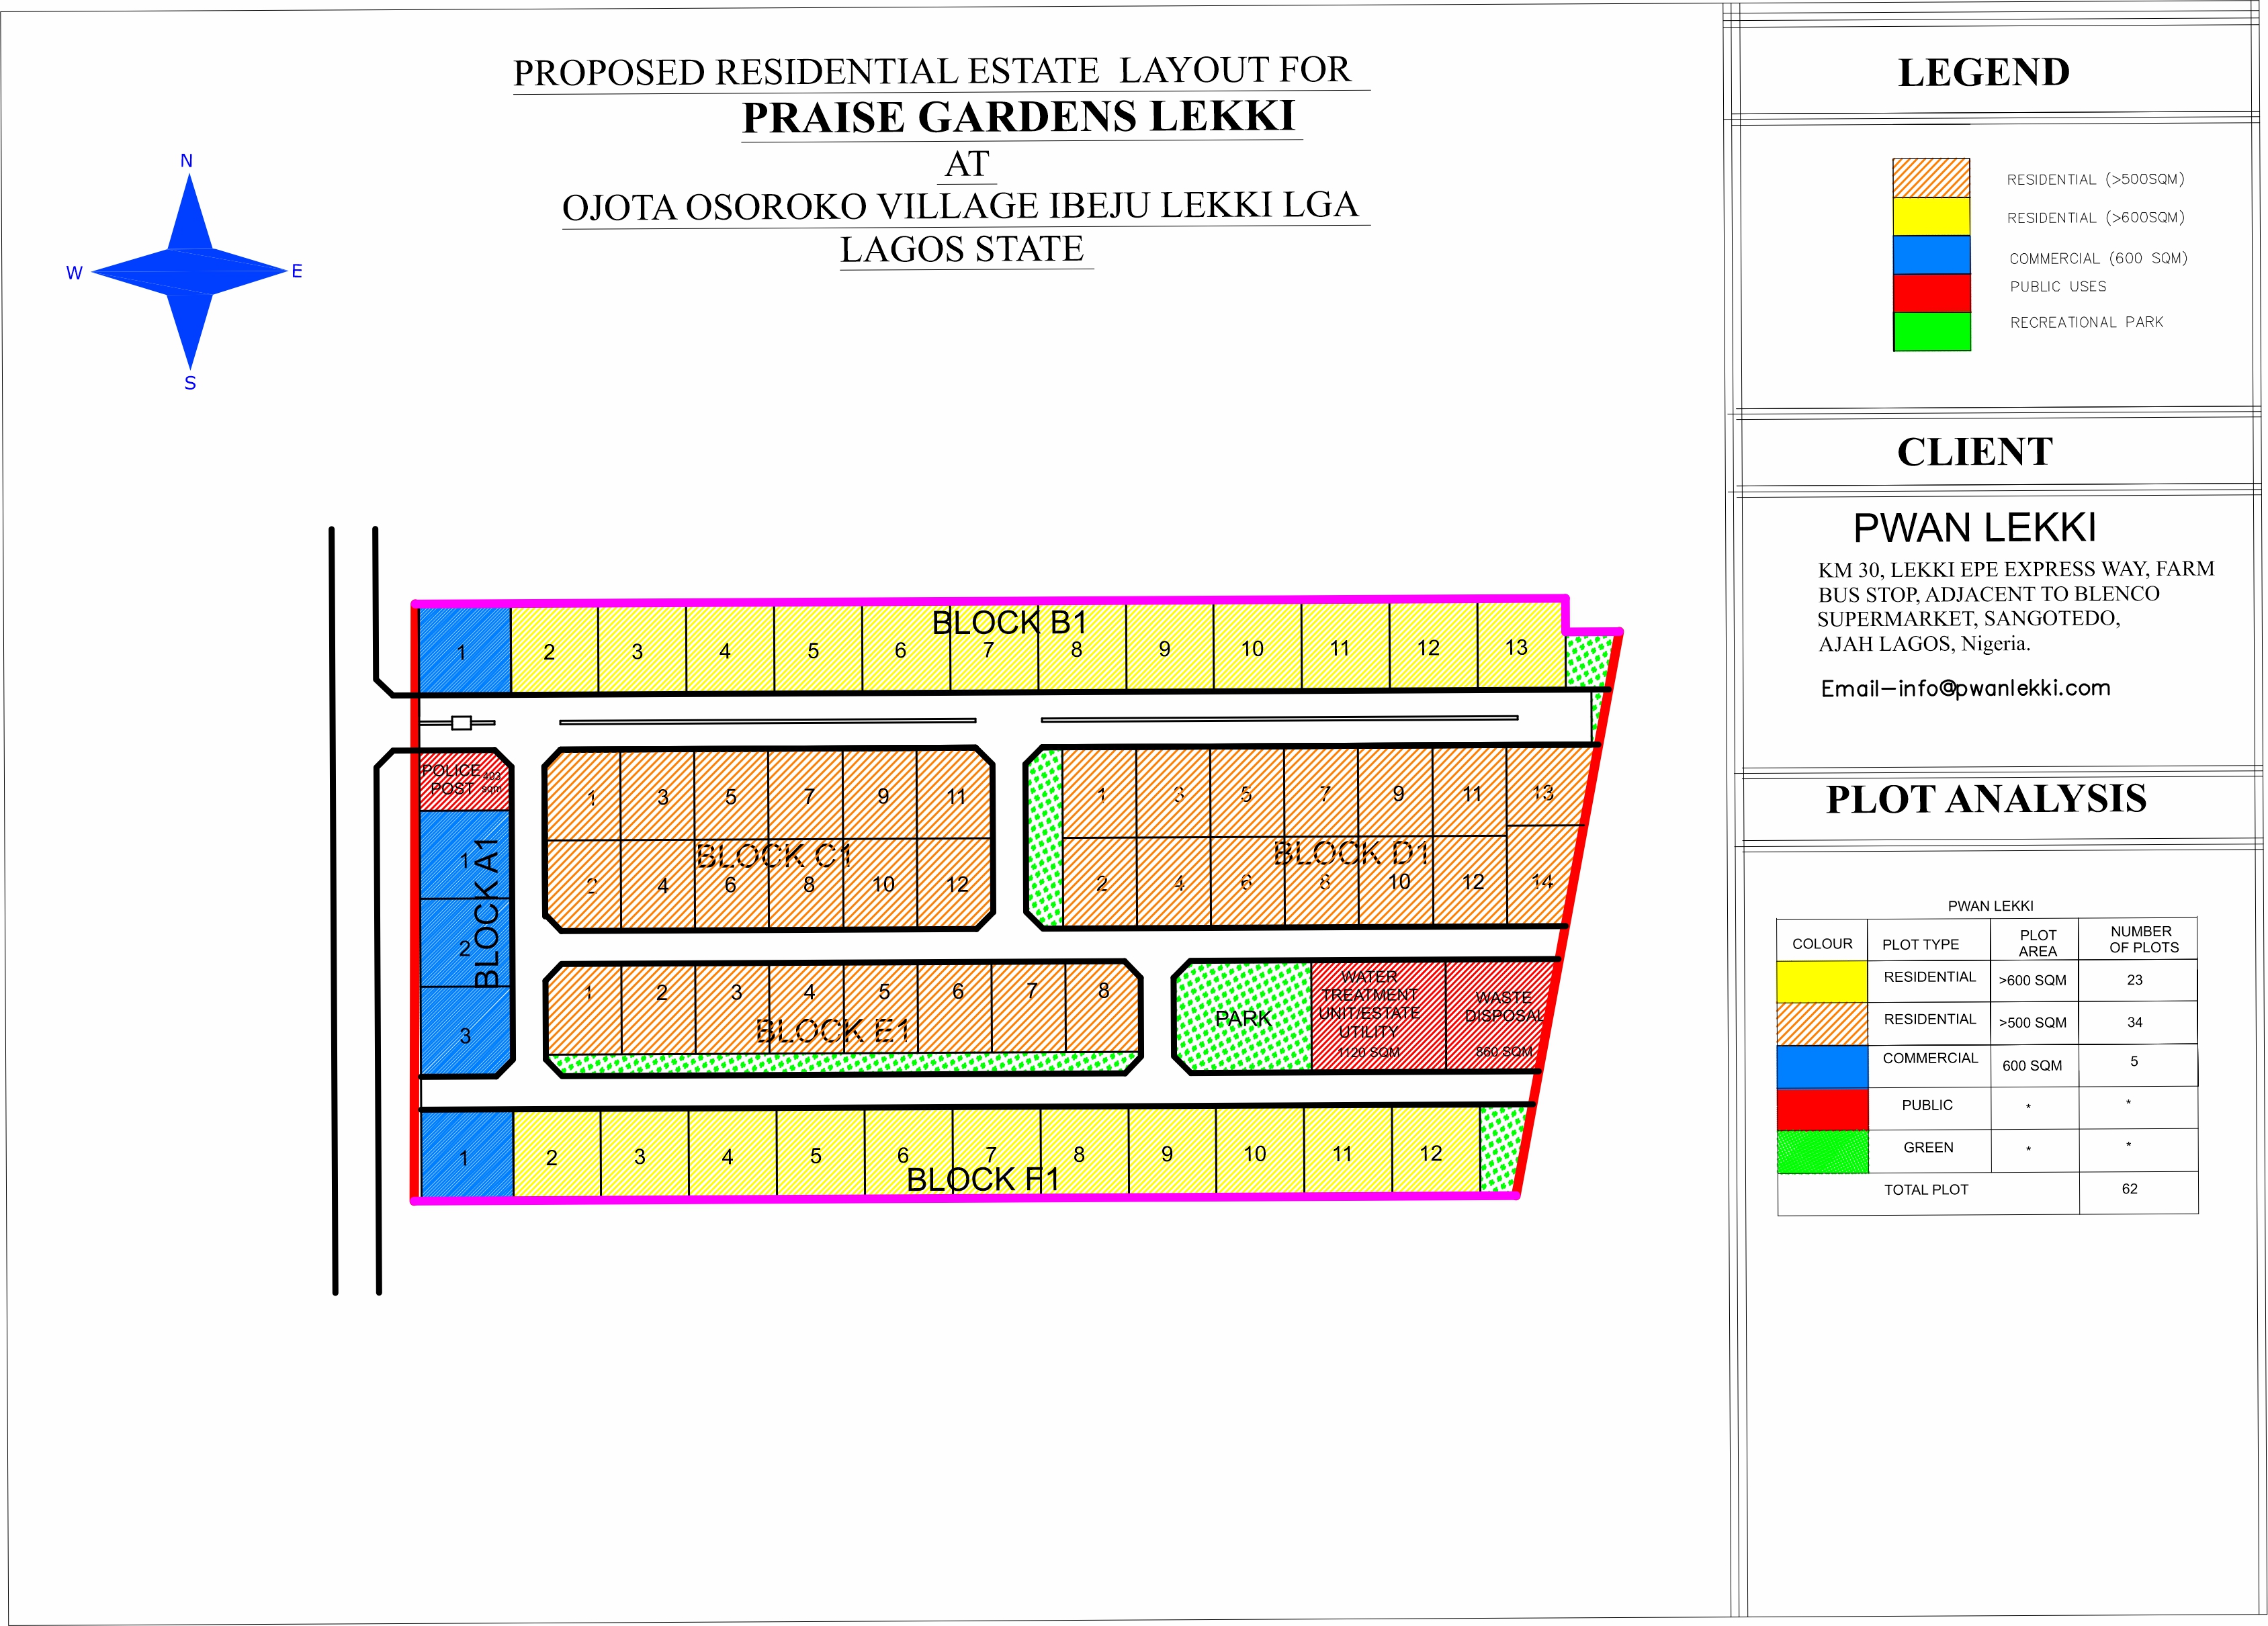 PROPOSED RESIDENTIAL ESTATE LAYOUT FOR
PRAISE GARDENS LEKKI
AT
OJOTA OSOROKO VILLAGE IBEJU LEKKI LGA
LAGOS STATE
N
W
E
S
BLOCK B1
1 2 3 4 5 6 7 8 9 10 11 12 13
POLICE POST 403 sqm
BLOCK A1
1
2
3
1 3 5 7 9 11
BLOCK C1
2 4 6 8 10 12
1 3 5 7 9 11 13
BLOCK D1
2 4 6 8 10 12 14
1 2 3 4 5 6 7 8
BLOCK E1
PARK
WATER
TREATMENT
UNIT/ESTATE
UTILITY
1120 SQM
WASTE
DISPOSAL
860 SQM
1 2 3 4 5 6 7 8 9 10 11 12
BLOCK F1
LEGEND
RESIDENTIAL (>500SQM)
RESIDENTIAL (>600SQM)
COMMERCIAL (600 SQM)
PUBLIC USES
RECREATIONAL PARK
CLIENT
PWAN LEKKI
KM 30, LEKKI EPE EXPRESS WAY, FARM
BUS STOP, ADJACENT TO BLENCO
SUPERMARKET, SANGOTEDO,
AJAH LAGOS, Nigeria.
Email-info@pwanlekki.com
PLOT ANALYSIS
PWAN LEKKI
COLOUR PLOT TYPE PLOT AREA NUMBER OF PLOTS
RESIDENTIAL >600 SQM 23
RESIDENTIAL >500 SQM 34
COMMERCIAL 600 SQM 5
PUBLIC * *
GREEN * *
TOTAL PLOT 62